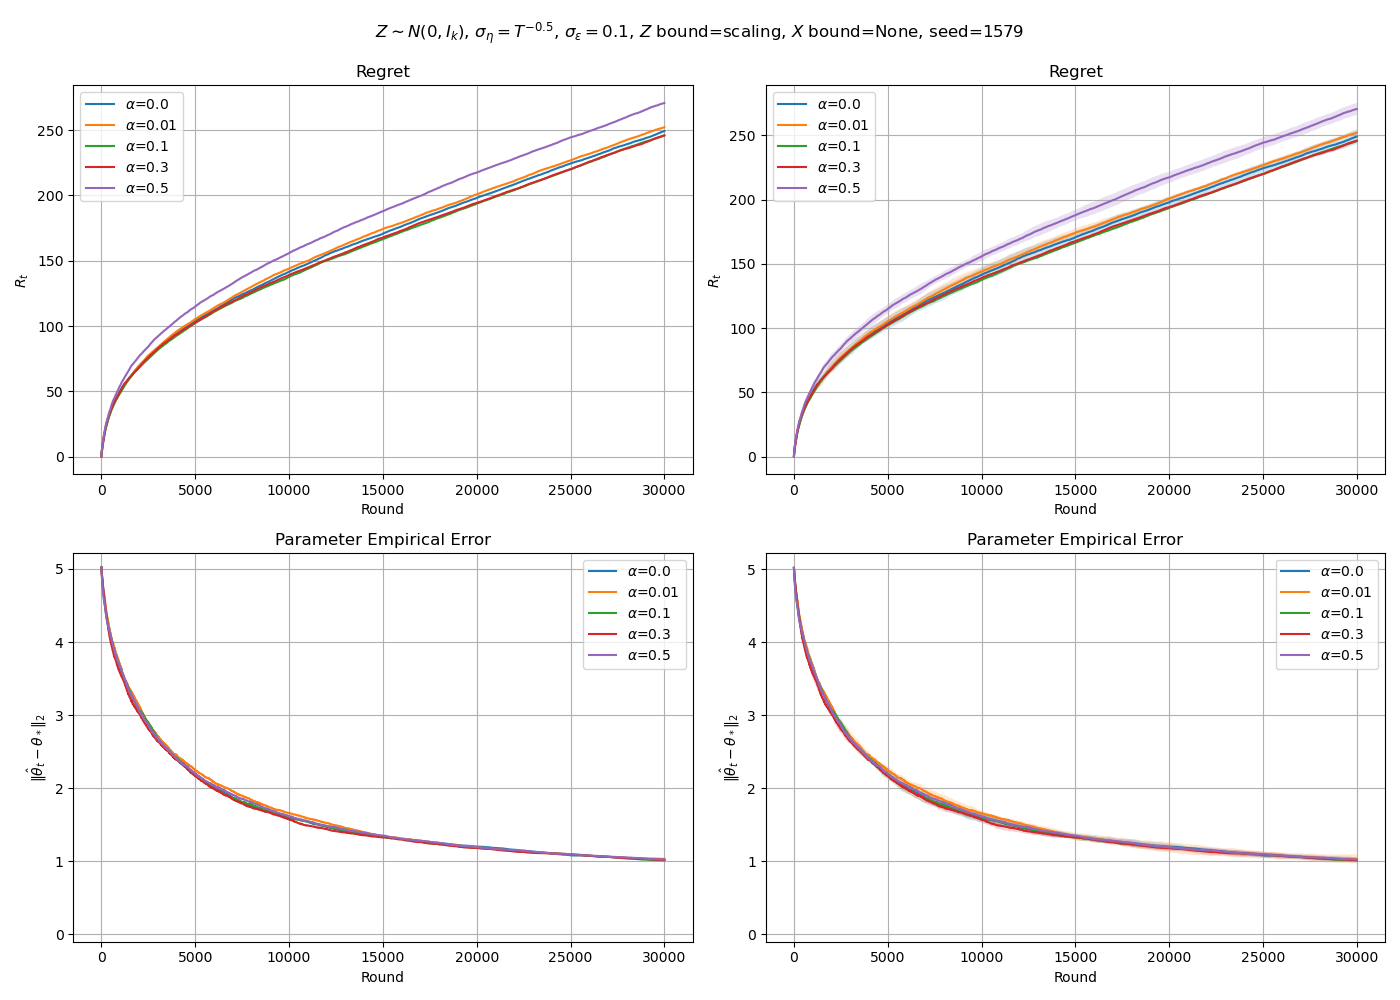 Z ∼ N(0, I_k), σ_η = T^{−0.5}, σ_ε = 0.1, Z bound=scaling, X bound=None, seed=1579
Regret
R_t
250
200
150
100
50
0
α=0.0
α=0.01
α=0.1
α=0.3
α=0.5
0 5000 10000 15000 20000 25000 30000
Round
Regret
R_t
250
200
150
100
50
0
α=0.0
α=0.01
α=0.1
α=0.3
α=0.5
0 5000 10000 15000 20000 25000 30000
Round
Parameter Empirical Error
‖θ̂_t − θ_*‖_2
5
4
3
2
1
0
α=0.0
α=0.01
α=0.1
α=0.3
α=0.5
0 5000 10000 15000 20000 25000 30000
Round
Parameter Empirical Error
‖θ̂_t − θ_*‖_2
5
4
3
2
1
0
α=0.0
α=0.01
α=0.1
α=0.3
α=0.5
0 5000 10000 15000 20000 25000 30000
Round